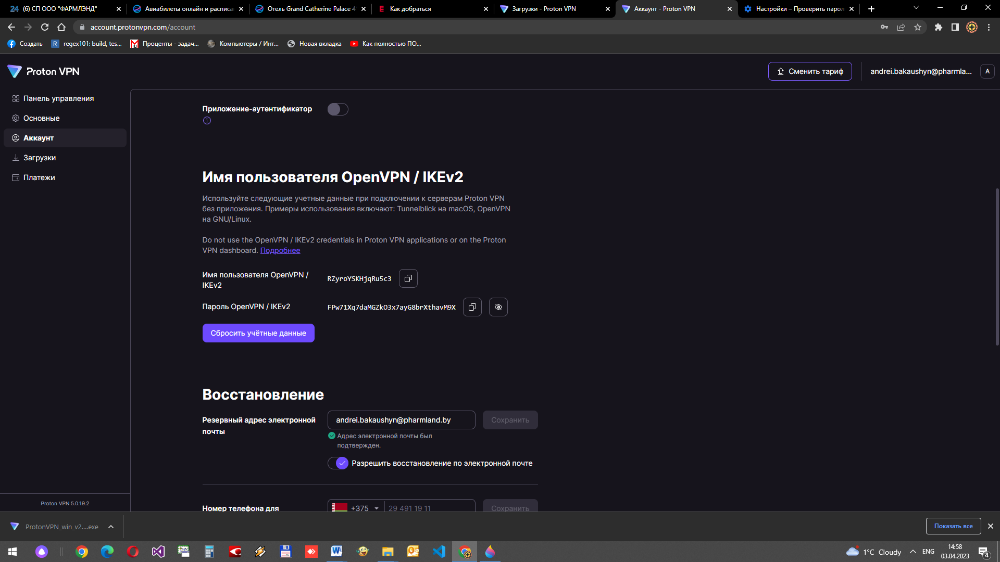 24 (6) СП ООО "ФАРМЛЭНД"
Авиабилеты онлайн и расписа
Отель Grand Catherine Palace 4
Как добраться
Загрузки - Proton VPN
Аккаунт - Proton VPN
Настройки – Проверить парол
account.protonvpn.com/account
Создать
R regex101: build, tes...
Проценты - задач...
Компьютеры / Инт...
Новая вкладка
Как полностью ПО...
Proton VPN
Сменить тариф
andrei.bakaushyn@pharmla...
A
Панель управления
Основные
Аккаунт
Загрузки
Платежи
Приложение-аутентификатор
Имя пользователя OpenVPN / IKEv2
Используйте следующие учетные данные при подключении к серверам Proton VPN
без приложения. Примеры использования включают: Tunnelblick на macOS, OpenVPN
на GNU/Linux.
Do not use the OpenVPN / IKEv2 credentials in Proton VPN applications or on the Proton
VPN dashboard. Подробнее
Имя пользователя OpenVPN /
IKEv2
RZyroYSKHjqRu5c3
Пароль OpenVPN / IKEv2
FPw71Xq7daMGZkO3x7ayG8brXthavM9X
Сбросить учётные данные
Восстановление
Резервный адрес электронной
почты
andrei.bakaushyn@pharmland.by
Сохранить
Адрес электронной почты был
подтвержден.
Разрешить восстановление по электронной почте
Номер телефона для
+375
29 491 19 11
Сохранить
Proton VPN 5.0.19.2
ProtonVPN_win_v2....exe
Показать все
1°C Cloudy
ENG
14:58
03.04.2023
4